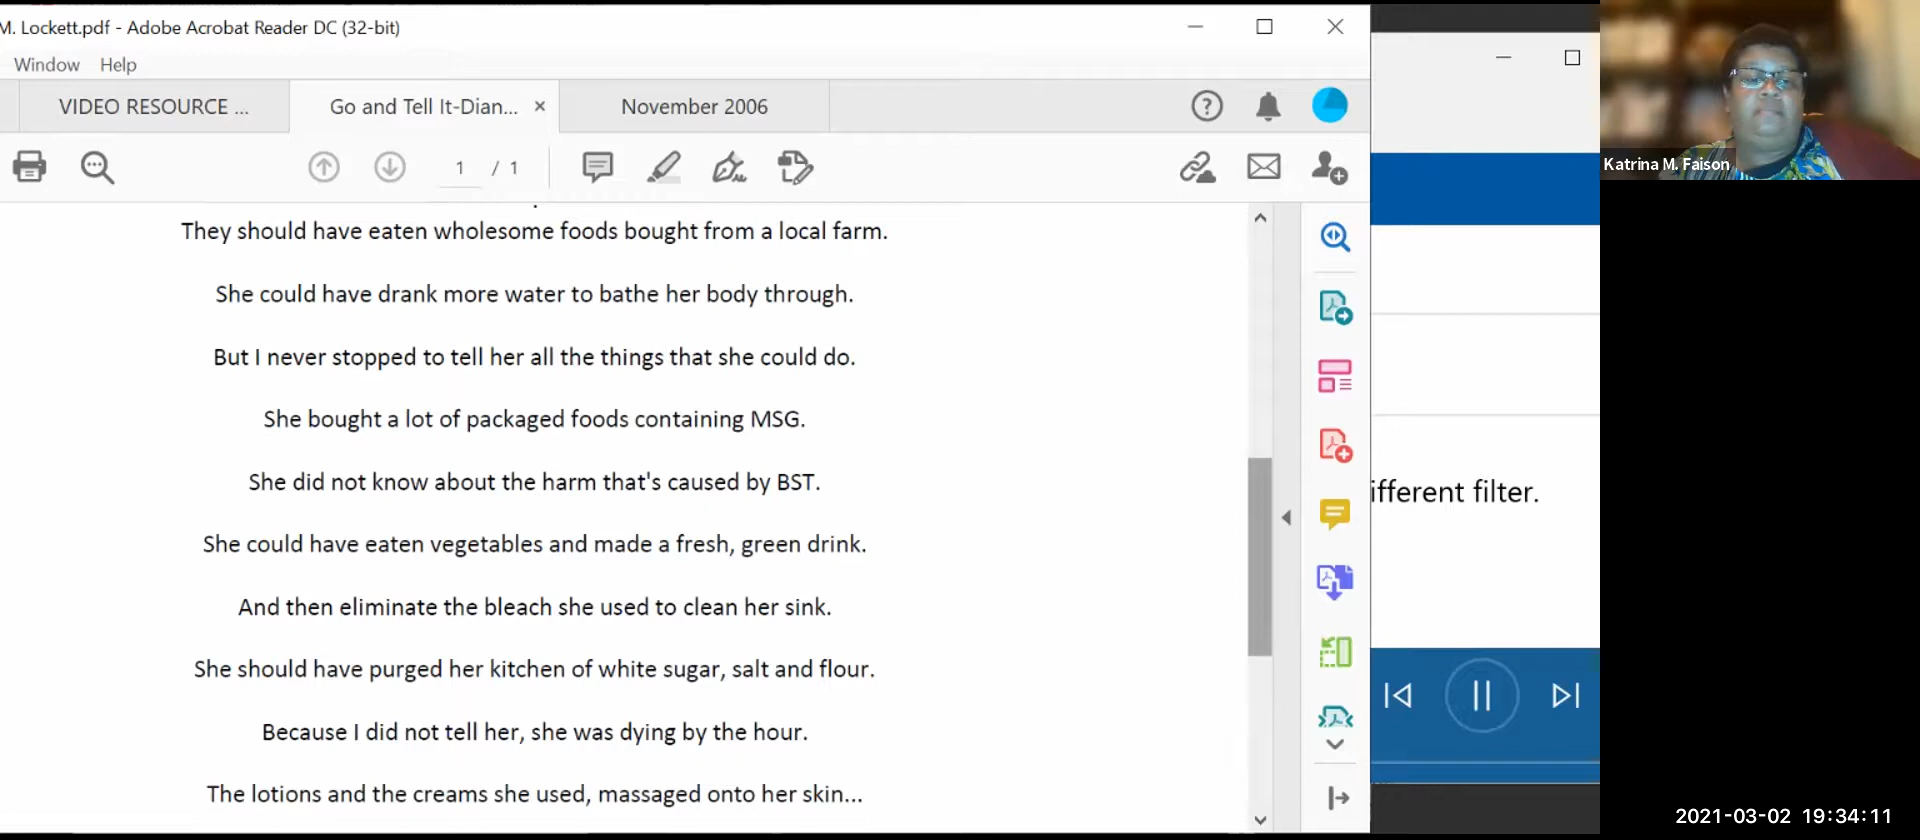 M. Lockett.pdf - Adobe Acrobat Reader DC (32-bit)
Window Help
VIDEO RESOURCE ...
Go and Tell It-Dian...
November 2006
1 / 1
They should have eaten wholesome foods bought from a local farm.
She could have drank more water to bathe her body through.
But I never stopped to tell her all the things that she could do.
She bought a lot of packaged foods containing MSG.
She did not know about the harm that's caused by BST.
She could have eaten vegetables and made a fresh, green drink.
And then eliminate the bleach she used to clean her sink.
She should have purged her kitchen of white sugar, salt and flour.
Because I did not tell her, she was dying by the hour.
The lotions and the creams she used, massaged onto her skin...
ifferent filter.
Katrina M. Faison
2021-03-02 19:34:11